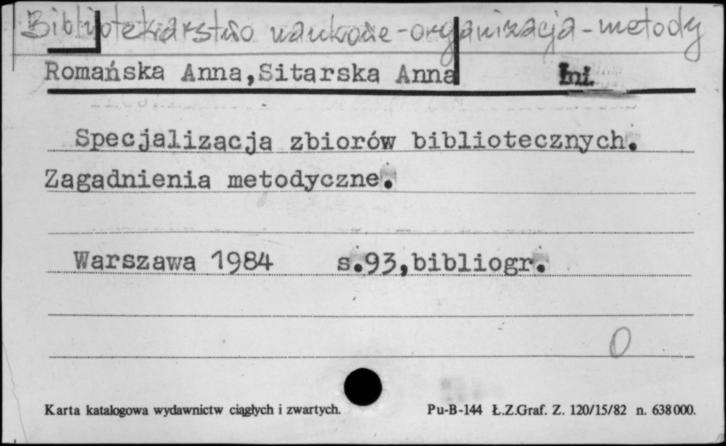 Bibliotekarstwo naukowe-organizacja-metody
Romańska Anna,Sitarska Anna Ini.
Specjalizacja zbiorów bibliotecznych.
Zagadnienia metodyczne.
Warszawa 1984 s.93,bibliogr.
0
Karta katalogowa wydawnictw ciągłych i zwartych. Pu-B-144 Ł.Z.Graf. Z. 120/15/82 n. 638000.